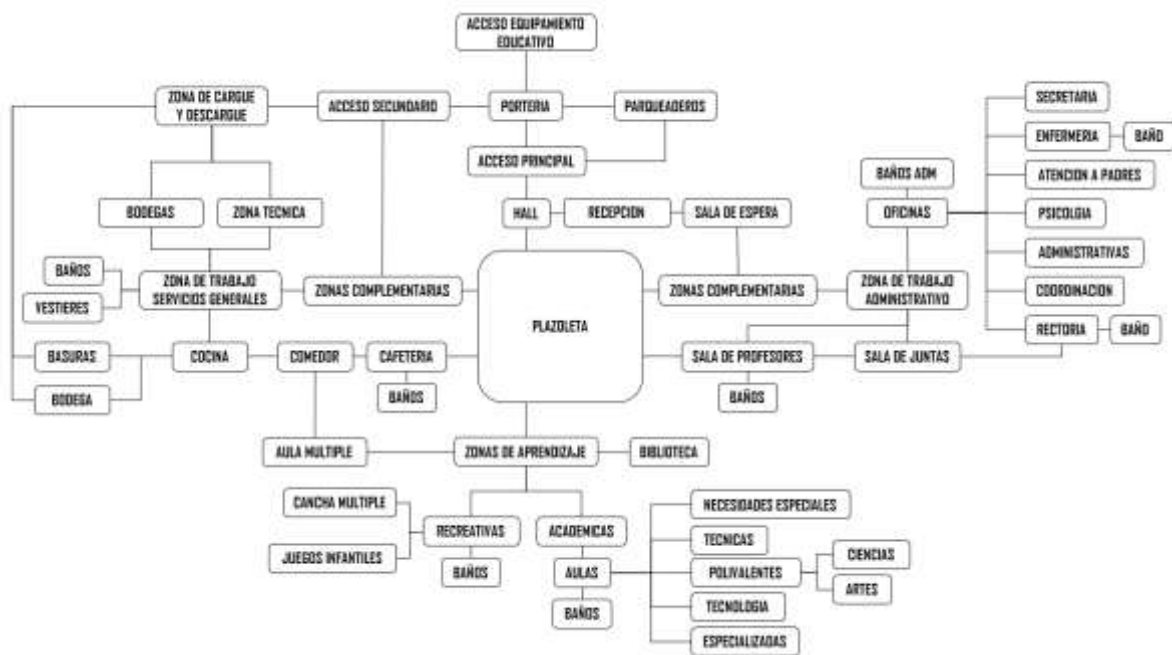 ACCESO EQUIPAMIENTO
EDUCATIVO
ZONA DE CARGUE
Y DESCARGUE
ACCESO SECUNDARIO
PORTERIA
PARQUEADEROS
SECRETARIA
ENFERMERIA
BAÑO
ACCESO PRINCIPAL
BAÑOS ADM
ATENCION A PADRES
BODEGAS
ZONA TECNICA
HALL
RECEPCION
SALA DE ESPERA
OFICINAS
PSICOLGIA
ADMINISTRATIVAS
BAÑOS
VESTIERES
ZONA DE TRABAJO
SERVICIOS GENERALES
ZONAS COMPLEMENTARIAS
PLAZOLETA
ZONAS COMPLEMENTARIAS
ZONA DE TRABAJO
ADMINISTRATIVO
COORDINACION
RECTORIA
BAÑO
BASURAS
COCINA
COMEDOR
CAFETERIA
SALA DE PROFESORES
SALA DE JUNTAS
BODEGA
BAÑOS
BAÑOS
AULA MULTIPLE
ZONAS DE APRENDIZAJE
BIBLIOTECA
CANCHA MULTIPLE
RECREATIVAS
ACADEMICAS
NECESIDADES ESPECIALES
JUEGOS INFANTILES
BAÑOS
AULAS
TECNICAS
POLIVALENTES
CIENCIAS
ARTES
BAÑOS
TECNOLOGIA
ESPECIALIZADAS